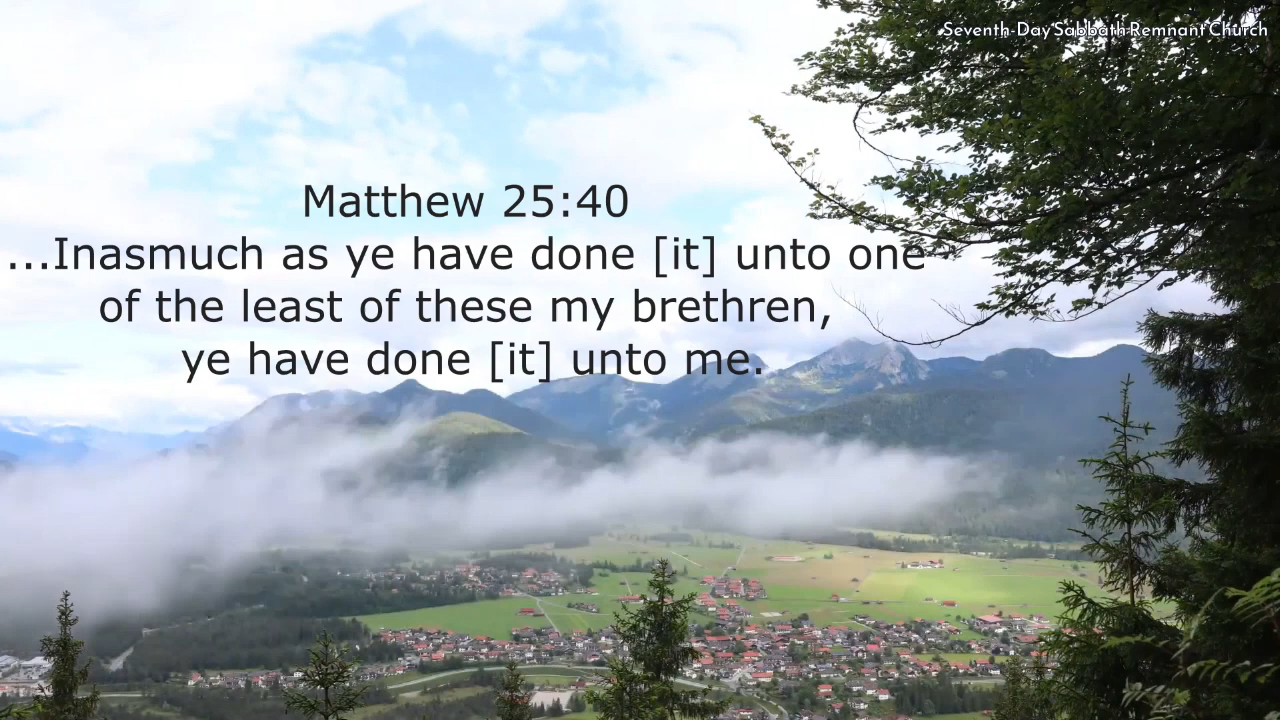 Seventh-Day Sabbath Remnant Church
Matthew 25:40
...Inasmuch as ye have done [it] unto one
of the least of these my brethren,
ye have done [it] unto me.